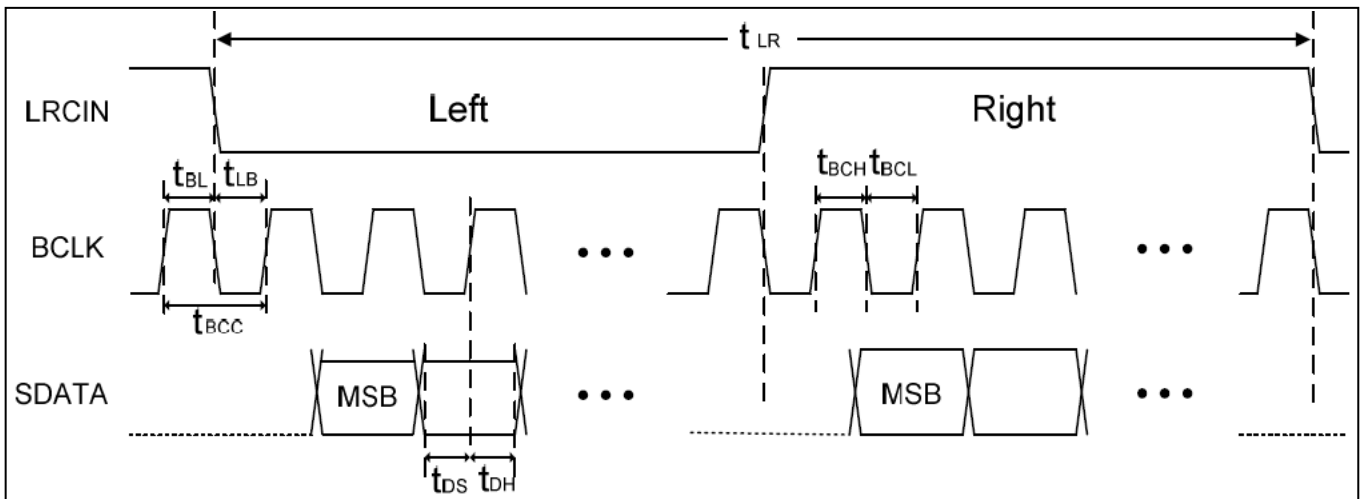 t LR
LRCIN Left Right
tBL tLB tBCH tBCL
BCLK • • • • • •
tBCC
SDATA MSB • • • MSB • • •
tDS tDH